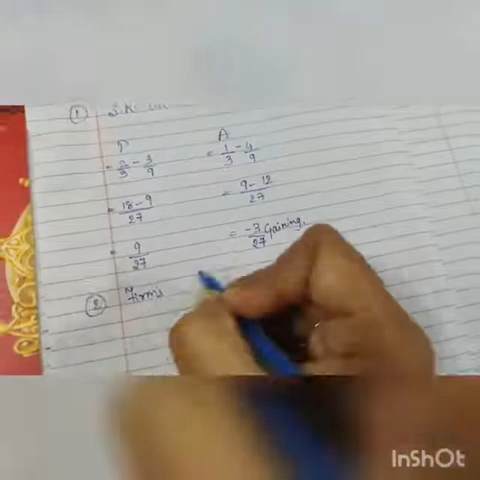 ① S.R.
P A
= 2/3 - 3/9 = 1/3 - 4/9
= 18 - 9/27 = 9 - 12/27
= 9/27 = -3/27 Gaining.
② Firms
InShOt